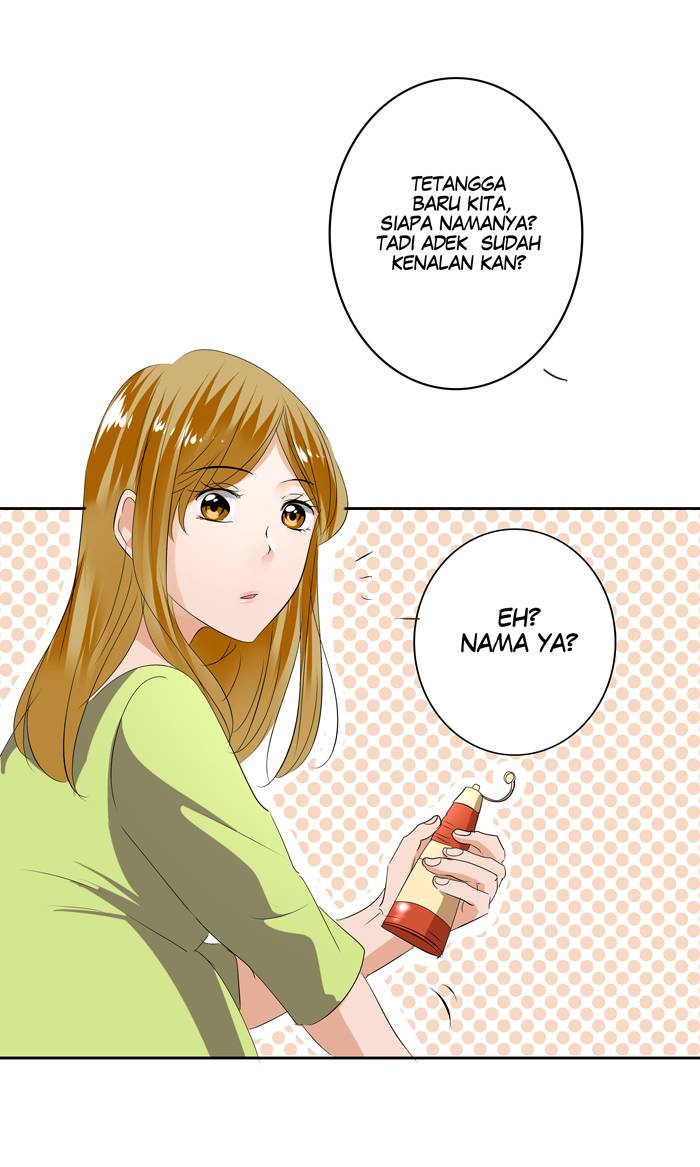 TETANGGA
BARU KITA,
SIAPA NAMANYA?
TADI ADEK SUDAH
KENALAN KAN?
EH?
NAMA YA?